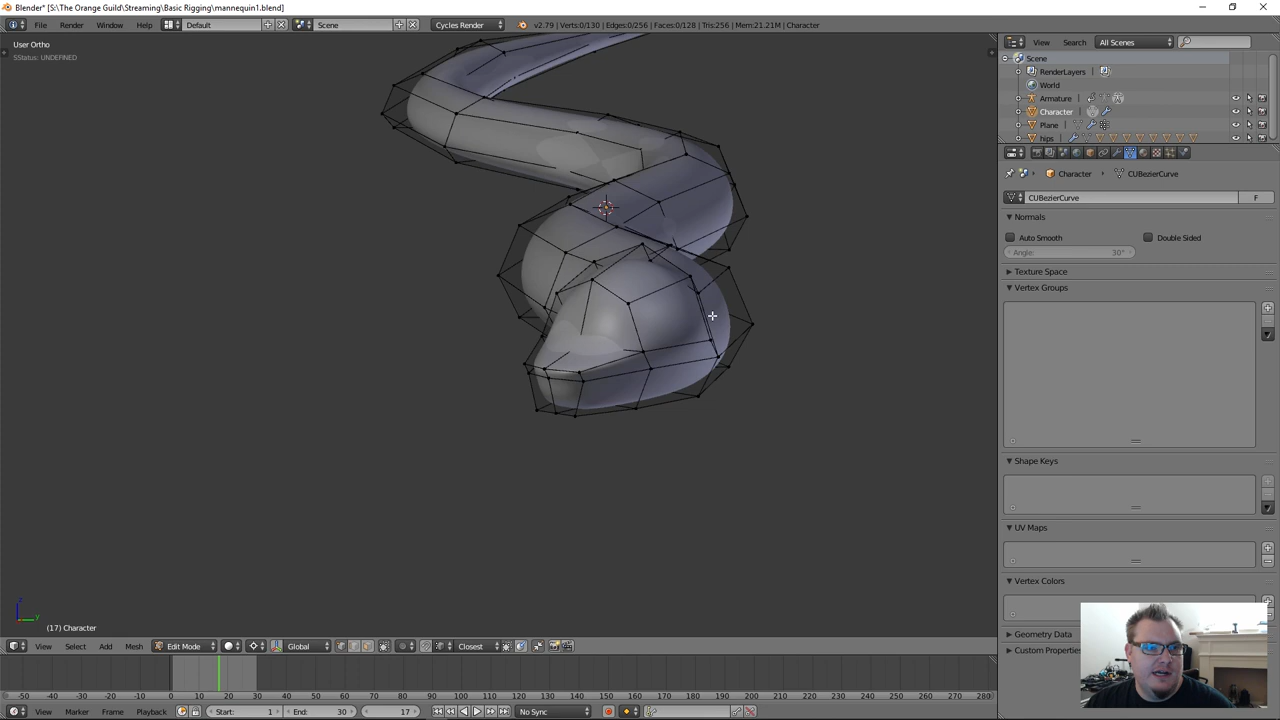 Blender* [S:\The Orange Guild\Streaming\Basic Rigging\mannequin1.blend]
File Render Window Help Default Scene Cycles Render v2.79 | Verts:0/130 | Edges:0/256 | Faces:0/128 | Tris:256 | Mem:21.21M | Character
User Ortho
SStatus: UNDEFINED
View Search All Scenes
Scene
RenderLayers
World
Armature
Character
Plane
hips
Character CUBezierCurve
CUBezierCurve F
Normals
Auto Smooth Double Sided
Angle: 30°
Texture Space
Vertex Groups
Shape Keys
UV Maps
Vertex Colors
Geometry Data
Custom Properties
z
y
(17) Character
View Select Add Mesh Edit Mode Global Closest
-50 -40 -30 -20 -10 0 10 20 30 40 50 60 70 80 90 100 110 120 130 140 150 160 170 180 190 200 210 220 230 240 250 260 270 280
View Marker Frame Playback Start: 1 End: 30 17 No Sync